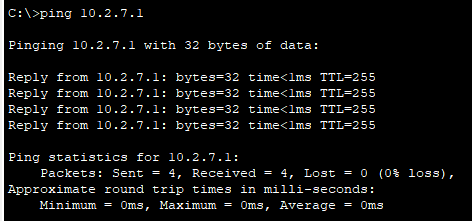 C:\>ping 10.2.7.1
Pinging 10.2.7.1 with 32 bytes of data:
Reply from 10.2.7.1: bytes=32 time<1ms TTL=255
Reply from 10.2.7.1: bytes=32 time<1ms TTL=255
Reply from 10.2.7.1: bytes=32 time<1ms TTL=255
Reply from 10.2.7.1: bytes=32 time<1ms TTL=255
Ping statistics for 10.2.7.1:
Packets: Sent = 4, Received = 4, Lost = 0 (0% loss),
Approximate round trip times in milli-seconds:
Minimum = 0ms, Maximum = 0ms, Average = 0ms